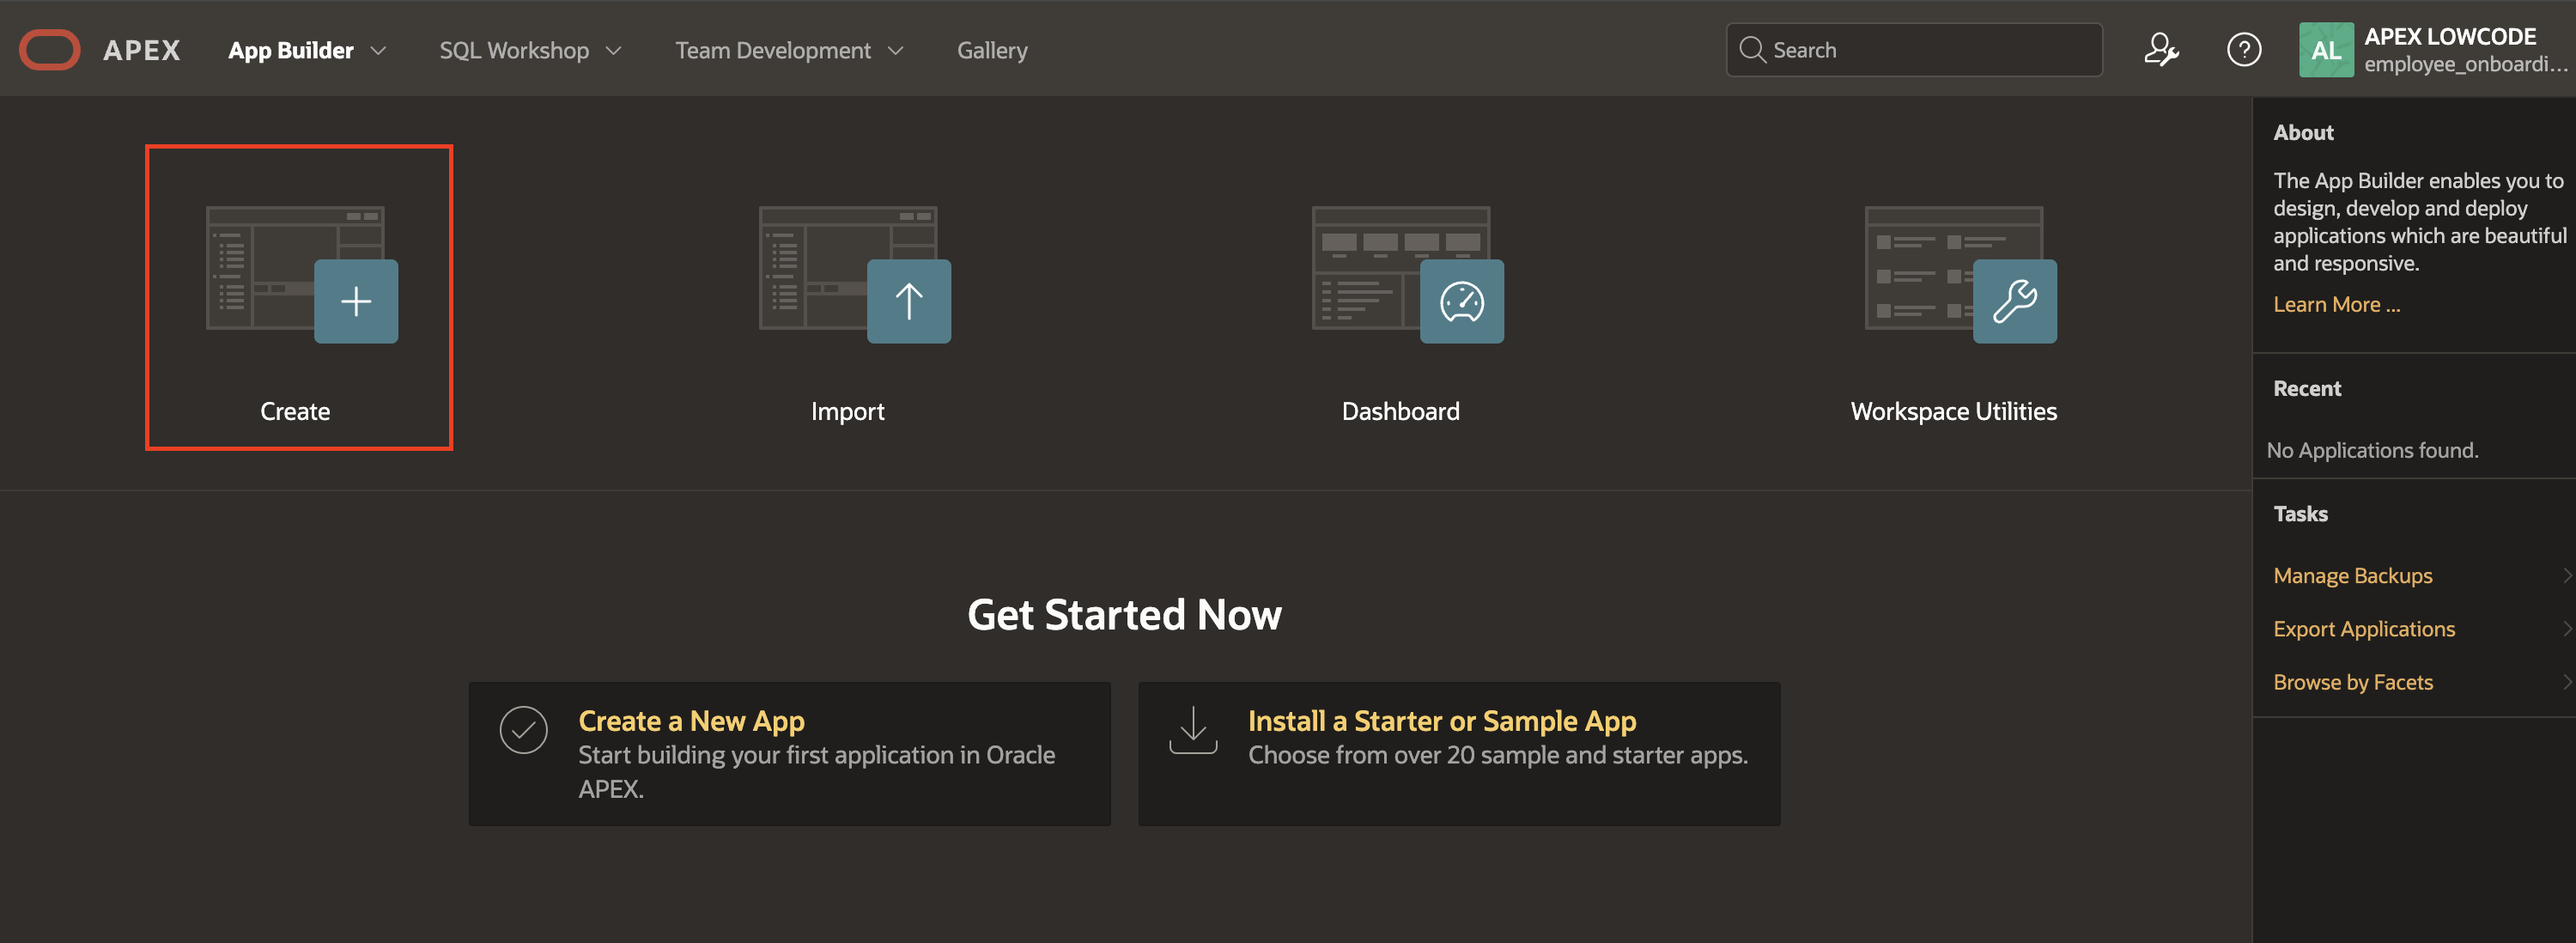 APEX
App Builder
SQL Workshop
Team Development
Gallery
Search
AL
APEX LOWCODE
employee_onboardi...
Create
Import
Dashboard
Workspace Utilities
Get Started Now
Create a New App
Start building your first application in Oracle
APEX.
Install a Starter or Sample App
Choose from over 20 sample and starter apps.
About
The App Builder enables you to
design, develop and deploy
applications which are beautiful
and responsive.
Learn More ...
Recent
No Applications found.
Tasks
Manage Backups
Export Applications
Browse by Facets